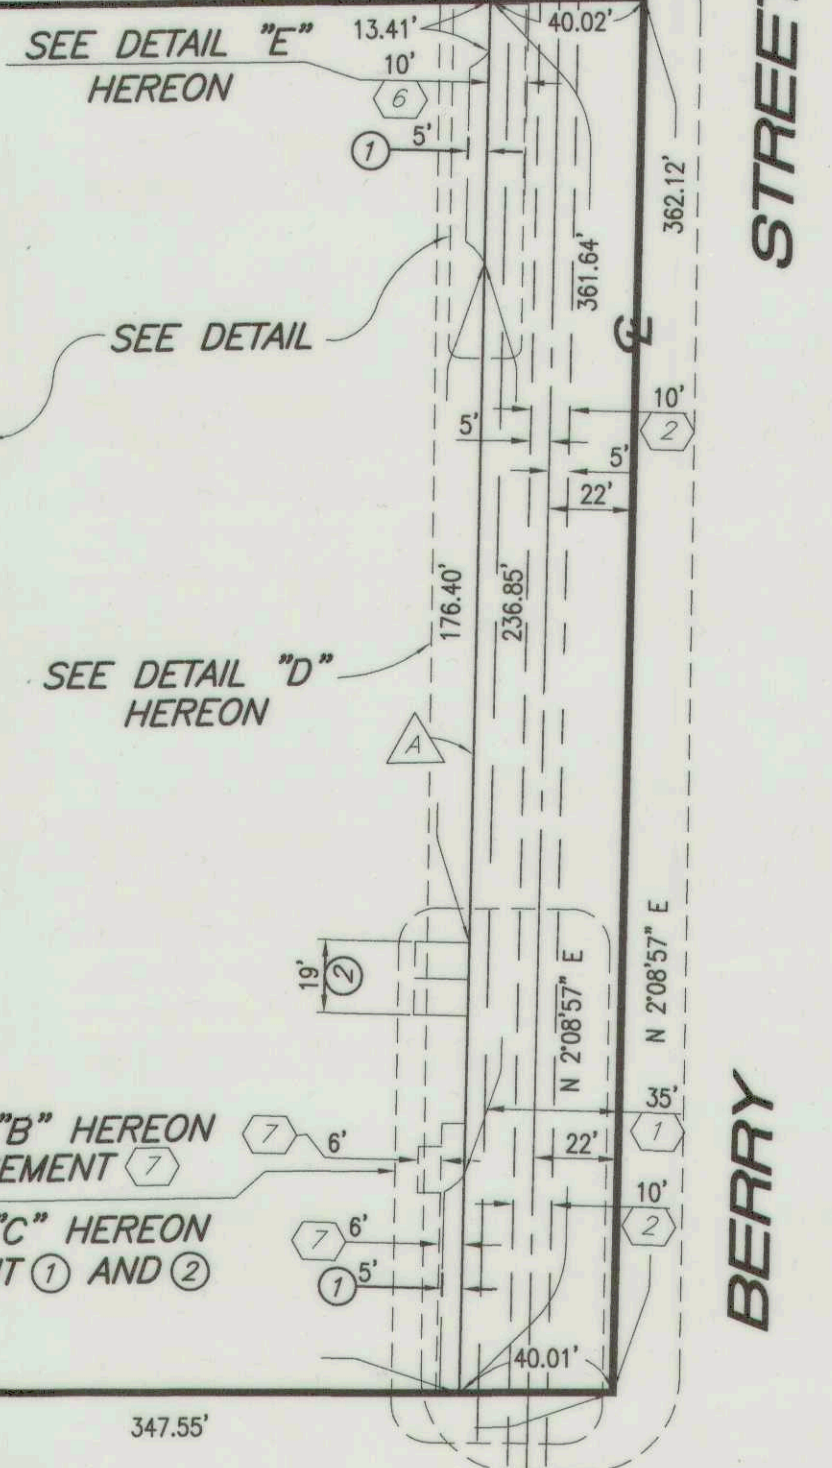 SEE DETAIL "E"
HEREON
13.41'
40.02'
10'
6
1
5'
362.12'
STREET
361.64'
SEE DETAIL
℄
10'
2
5'
5'
22'
176.40'
236.85'
SEE DETAIL "D"
HEREON
A
19'
2
N 2°08'57" E
N 2°08'57" E
"B" HEREON
7
6'
35'
1
EMENT 7
22'
10'
2
"C" HEREON
7
6'
T 1 AND 2
1
5'
BERRY
40.01'
347.55'